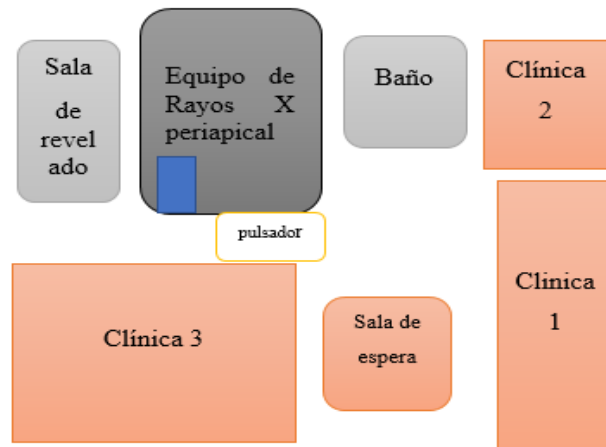 Sala
de
revel
ado
Equipo de
Rayos X
periapical
Baño
Clínica
2
pulsador
Clínica 3
Sala de
espera
Clinica
1